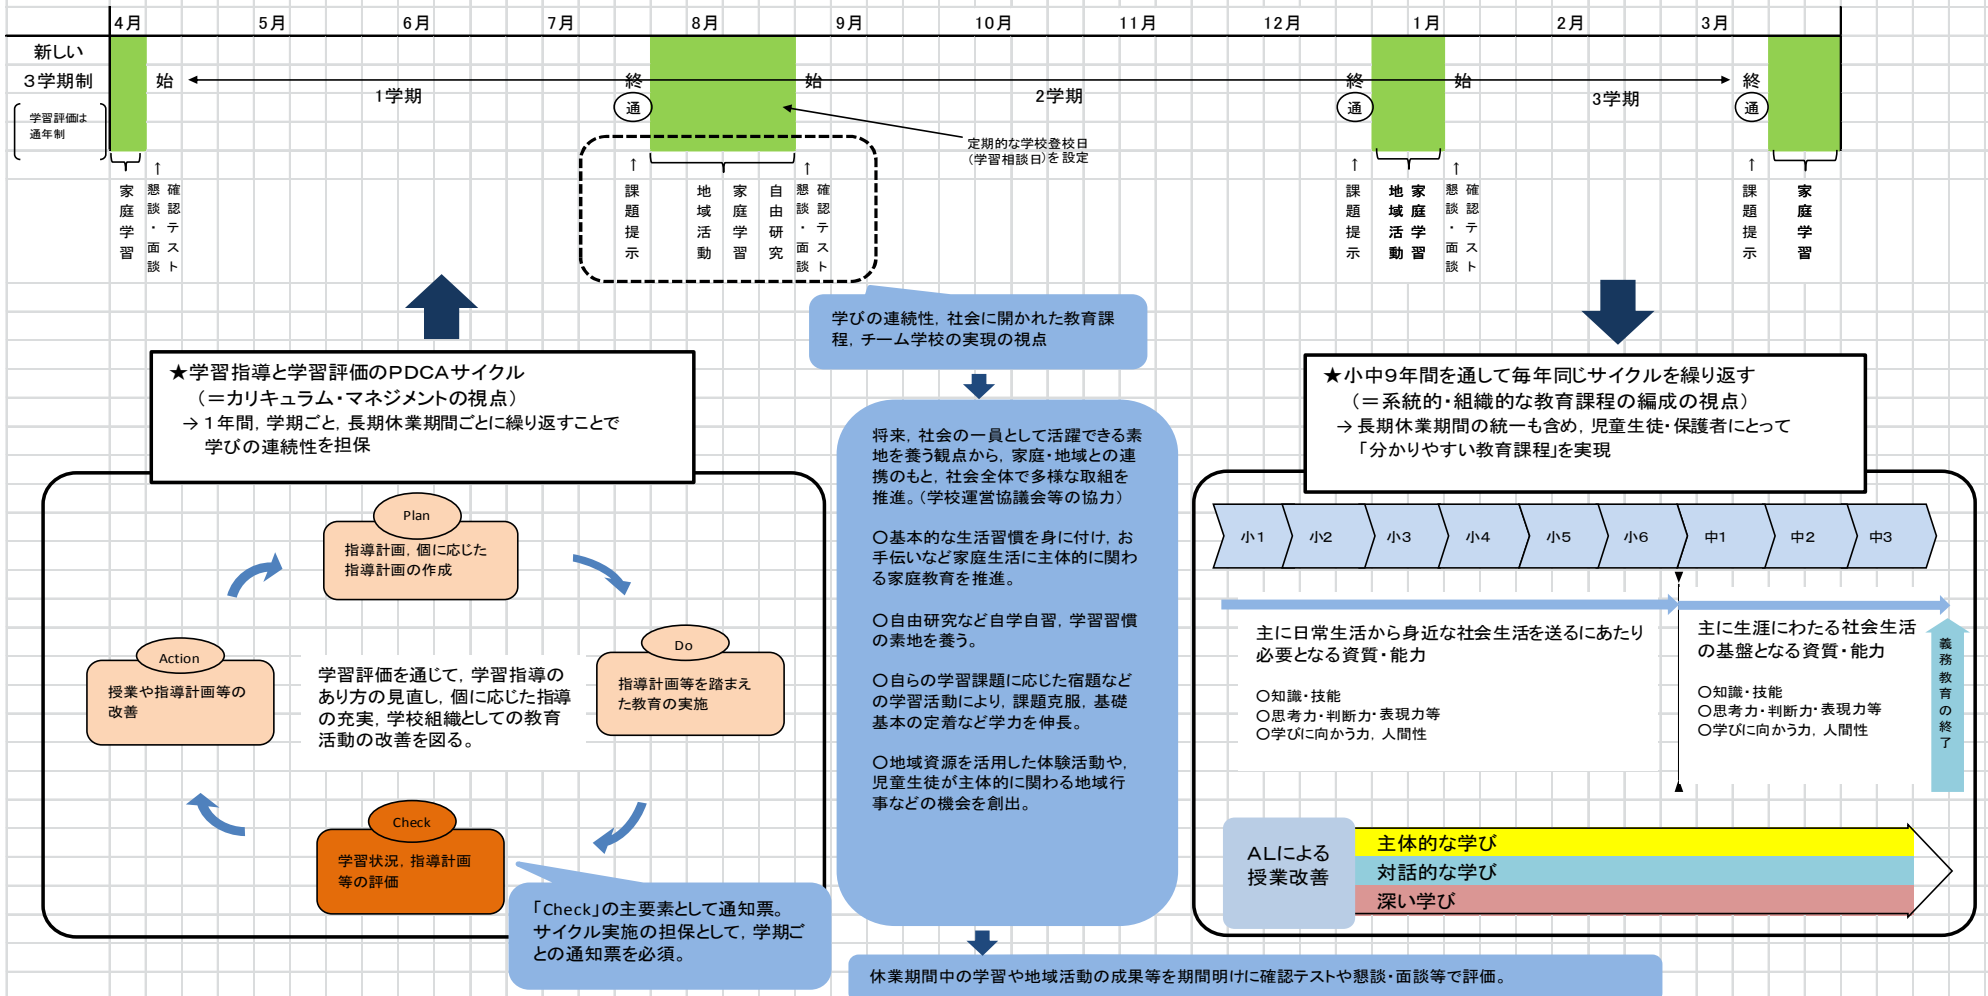 4月 5月 6月 7月 8月 9月 10月 11月 12月 1月 2月 3月
新しい
3学期制
学習評価は
通年制
始 1学期 終 始 2学期 終 始 3学期 終
通 通 通
定期的な学校登校日
(学習相談日)を設定
↑ ↑ ↑ ↑ ↑ ↑
家庭学習
懇談・面談
確認テスト
課題提示
地域活動
家庭学習
自由研究
懇談・面談
確認テスト
課題提示
地域活動
家庭学習
懇談・面談
確認テスト
課題提示
家庭学習
学びの連続性，社会に開かれた教育課
程，チーム学校の実現の視点
★学習指導と学習評価のPDCAサイクル
(＝カリキュラム・マネジメントの視点)
→１年間，学期ごと，長期休業期間ごとに繰り返すことで
学びの連続性を担保
Plan
指導計画，個に応じた
指導計画の作成
Do
指導計画等を踏まえ
た教育の実施
Action
授業や指導計画等の
改善
学習評価を通じて，学習指導の
あり方の見直し，個に応じた指導
の充実，学校組織としての教育
活動の改善を図る。
Check
学習状況，指導計画
等の評価
「Check」の主要素として通知票。
サイクル実施の担保として，学期ご
との通知票を必須。
将来，社会の一員として活躍できる素
地を養う観点から，家庭・地域との連
携のもと，社会全体で多様な取組を
推進。(学校運営協議会等の協力)
○基本的な生活習慣を身に付け，お
手伝いなど家庭生活に主体的に関わ
る家庭教育を推進。
○自由研究など自学自習，学習習慣
の素地を養う。
○自らの学習課題に応じた宿題など
の学習活動により，課題克服，基礎
基本の定着など学力を伸長。
○地域資源を活用した体験活動や，
児童生徒が主体的に関わる地域行
事などの機会を創出。
休業期間中の学習や地域活動の成果等を期間明けに確認テストや懇談・面談等で評価。
★小中９年間を通して毎年同じサイクルを繰り返す
(＝系統的・組織的な教育課程の編成の視点)
→長期休業期間の統一も含め，児童生徒・保護者にとって
「分かりやすい教育課程」を実現
小1 小2 小3 小4 小5 小6 中1 中2 中3
主に日常生活から身近な社会生活を送るにあたり
必要となる資質・能力
○知識・技能
○思考力・判断力・表現力等
○学びに向かう力，人間性
主に生涯にわたる社会生活
の基盤となる資質・能力
○知識・技能
○思考力・判断力・表現力等
○学びに向かう力，人間性
義務教育の終了
ALによる
授業改善
主体的な学び
対話的な学び
深い学び